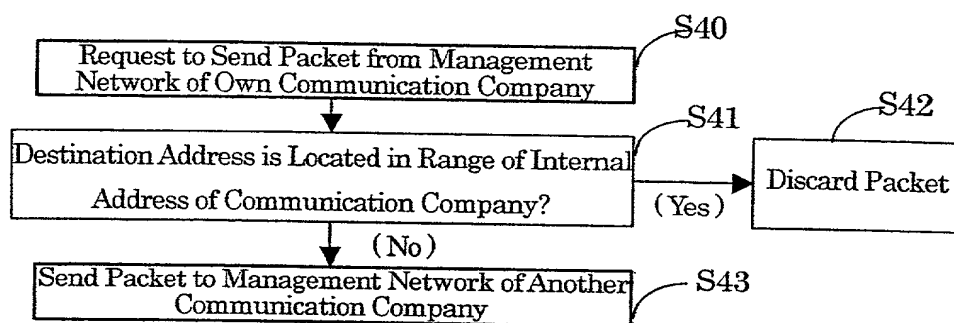 S40
Request to Send Packet from Management
Network of Own Communication Company
S41
Destination Address is Located in Range of Internal
Address of Communication Company?
(Yes)
S42
Discard Packet
(No)
Send Packet to Management Network of Another
Communication Company
S43